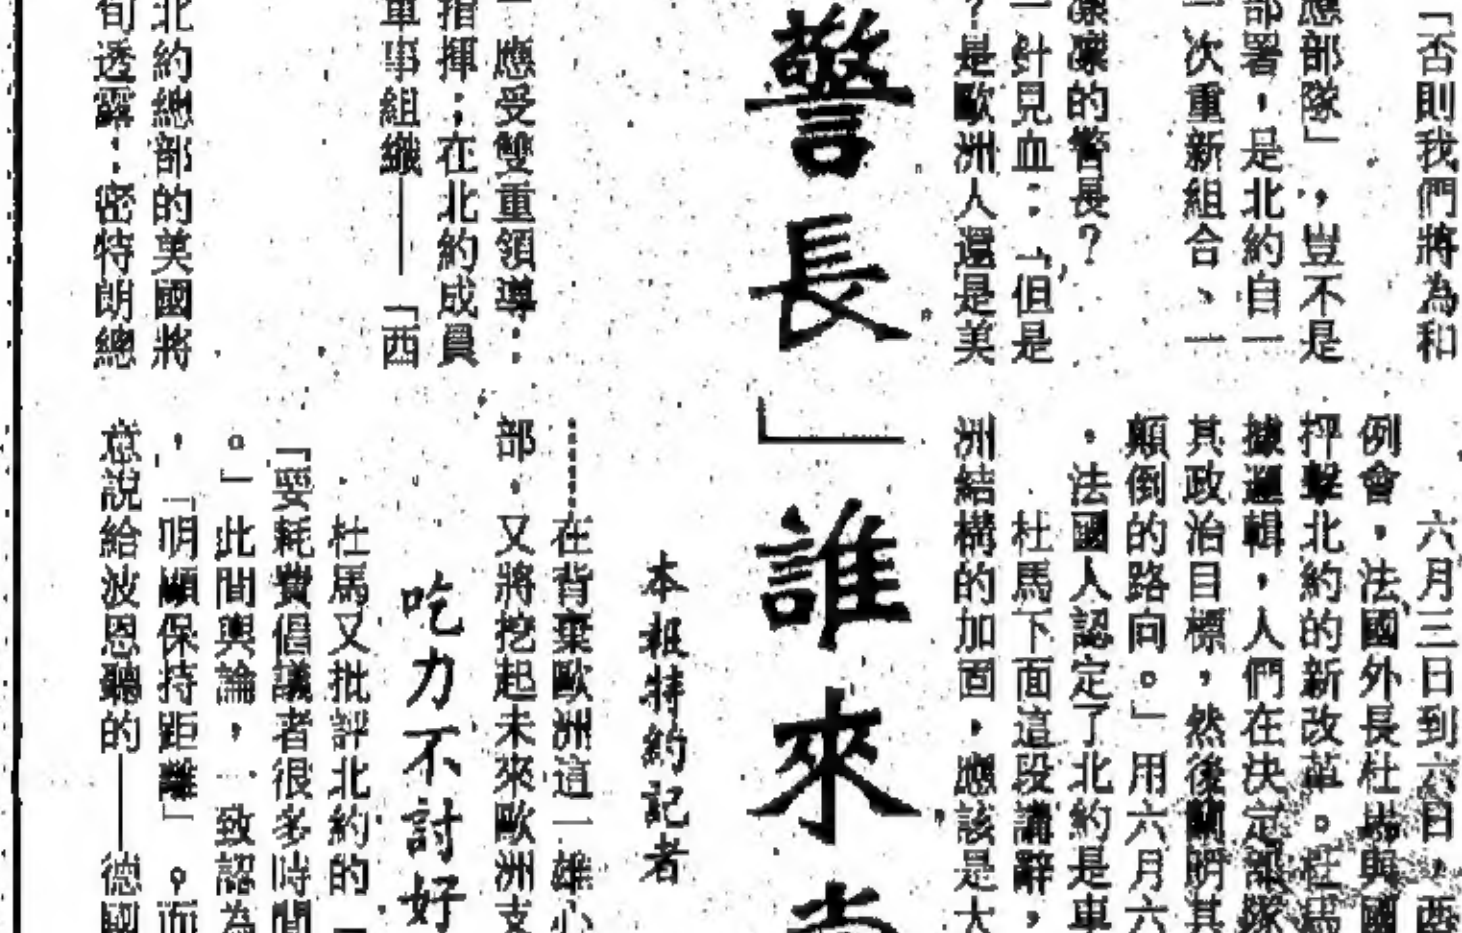 「否則我們將為和
應部隊」,豈不是
部署,是北約自一
一次重新組合、一
凜的警長?
一針見血:「但是
?是歐洲人還是美
六月三日到六日,西
例會,法國外長杜馬與國
抨擊北約的新改革。杜馬
據邏輯,人們在決定部隊
其政治目標,然後闡明其
顛倒的路向。」用六月六
。法國人認定了北約是車
杜馬下面這段講辭,
洲結構的加固,應該是大
警長」誰來
本報特約記者
一應受雙重領導:
指揮;在北約成員
軍事組織——「西
北約總部的美國將
旬透露:密特朗總
……在背棄歐洲這一雄心
部,又將挖起未來歐洲支
吃力不討好
杜馬又批評北約的「
「要耗費倡議者很多時間
。」此間輿論,一致認為
,「明顯保持距離」。而
意說給波恩聽的——德國